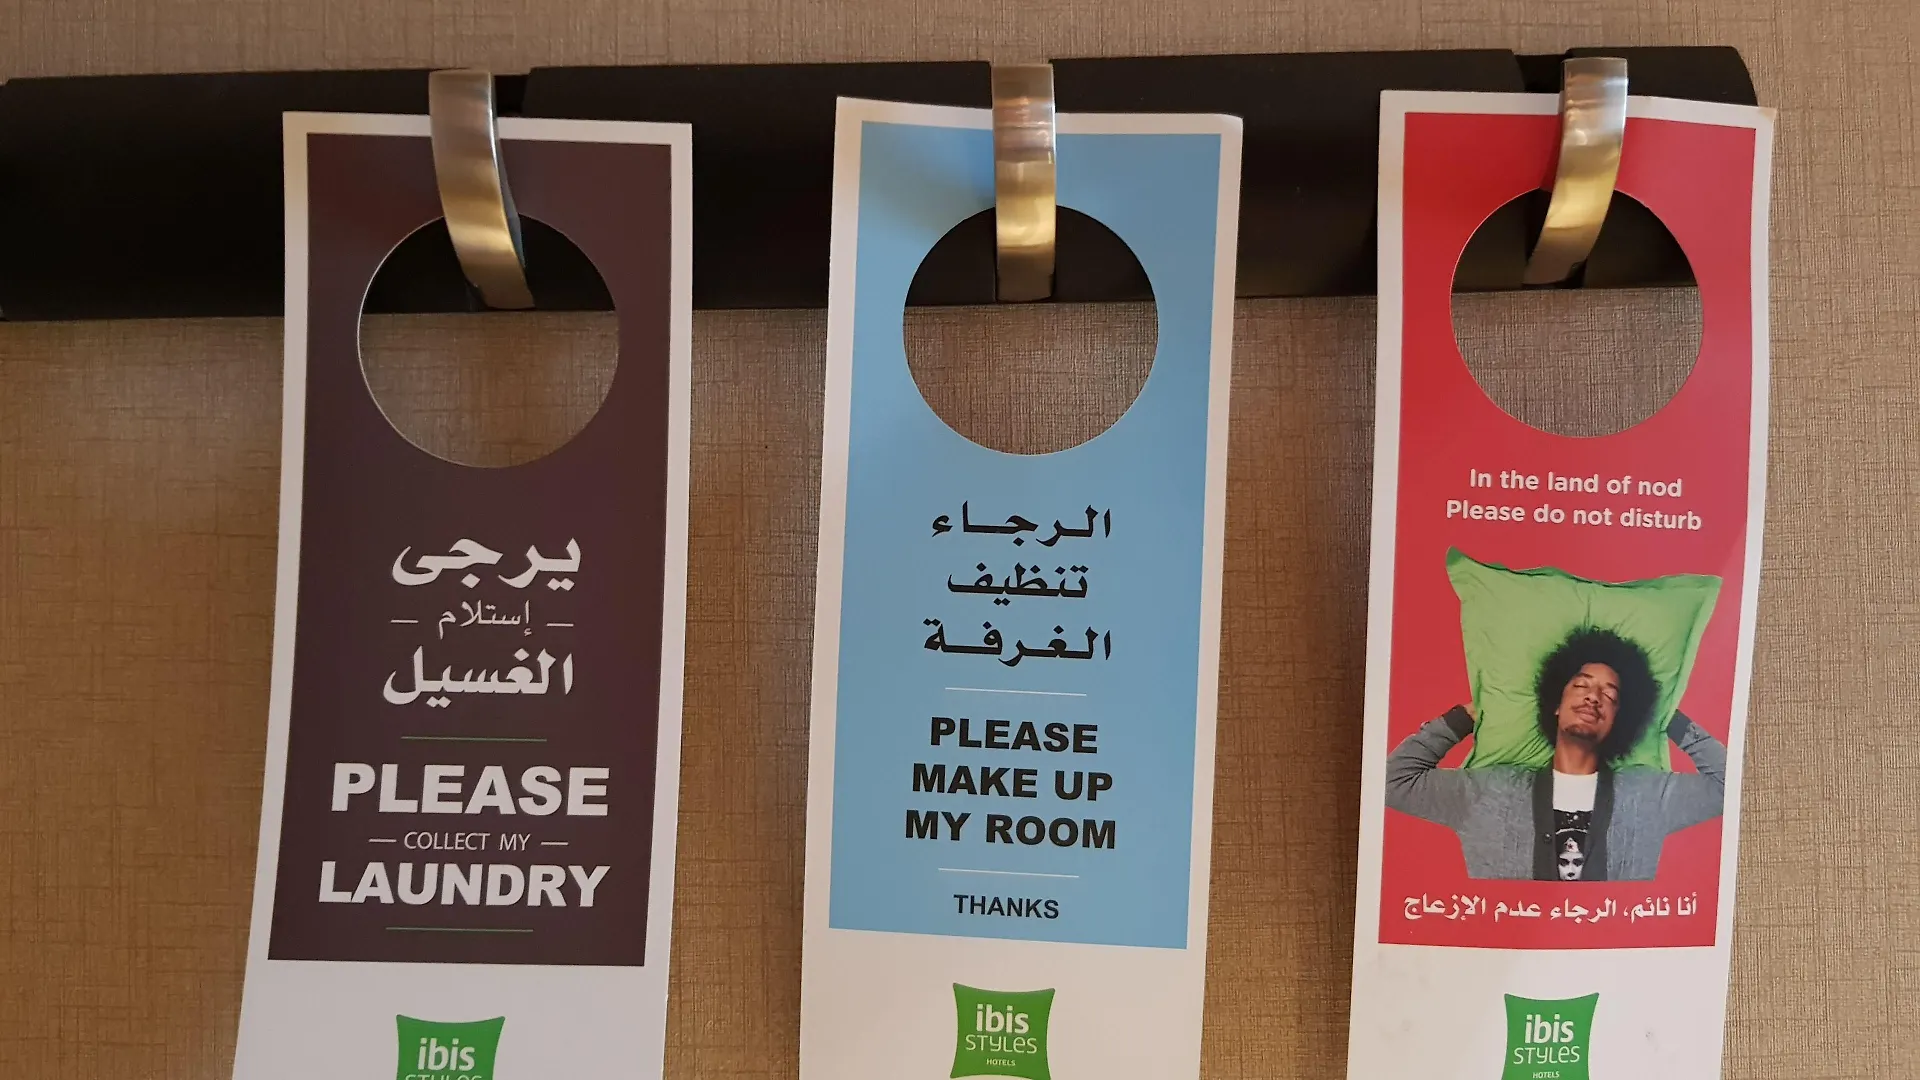 يرجى
إستلام
الغسيل
PLEASE
COLLECT MY
LAUNDRY
ibis
STYLES
الرجاء
تنظيف
الغرفة
PLEASE
MAKE UP
MY ROOM
THANKS
ibis
STYLES
HOTELS
In the land of nod
Please do not disturb
أنا نائم، الرجاء عدم الإزعاج
ibis
STYLES
HOTELS